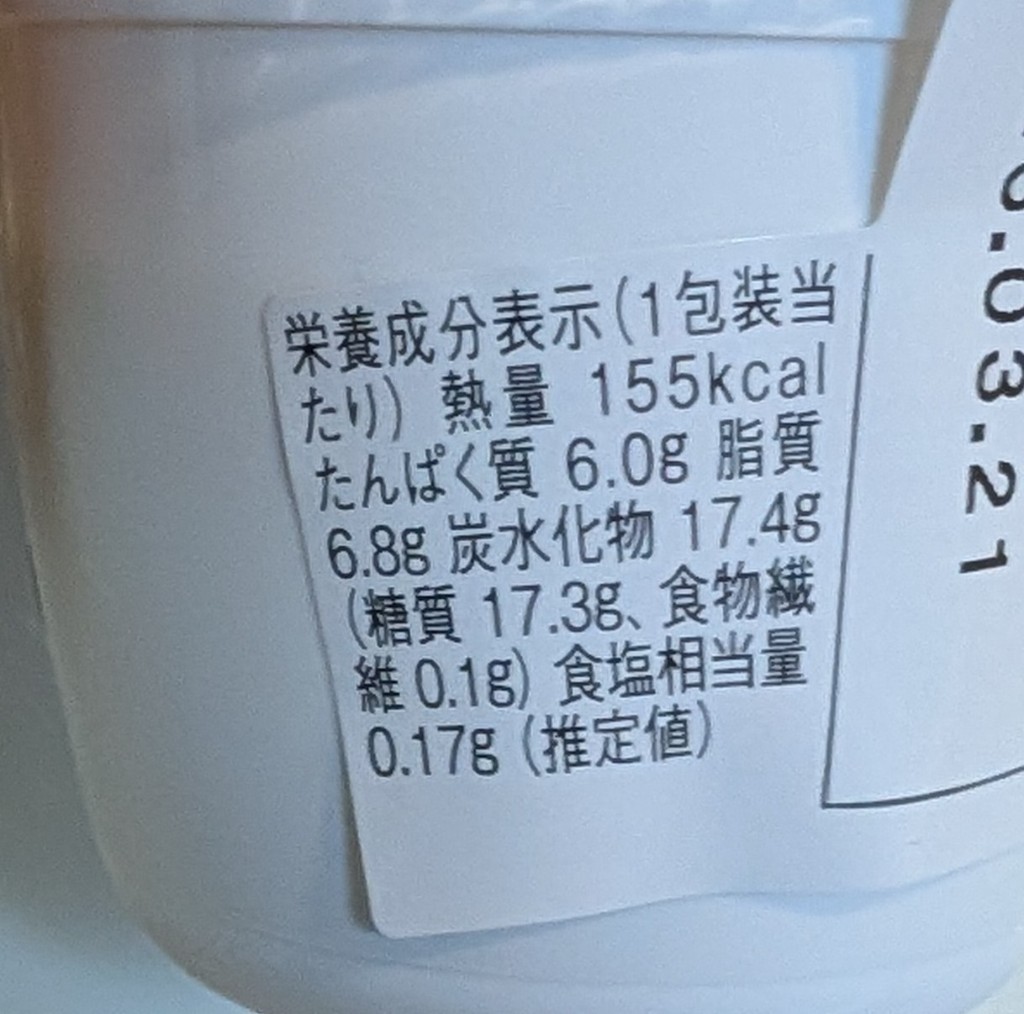 栄養成分表示(1包装当
たり) 熱量 155kcal
たんぱく質 6.0g 脂質
6.8g 炭水化物 17.4g
(糖質 17.3g、食物繊
維0.1g) 食塩相当量
0.17g (推定値)
.03.21